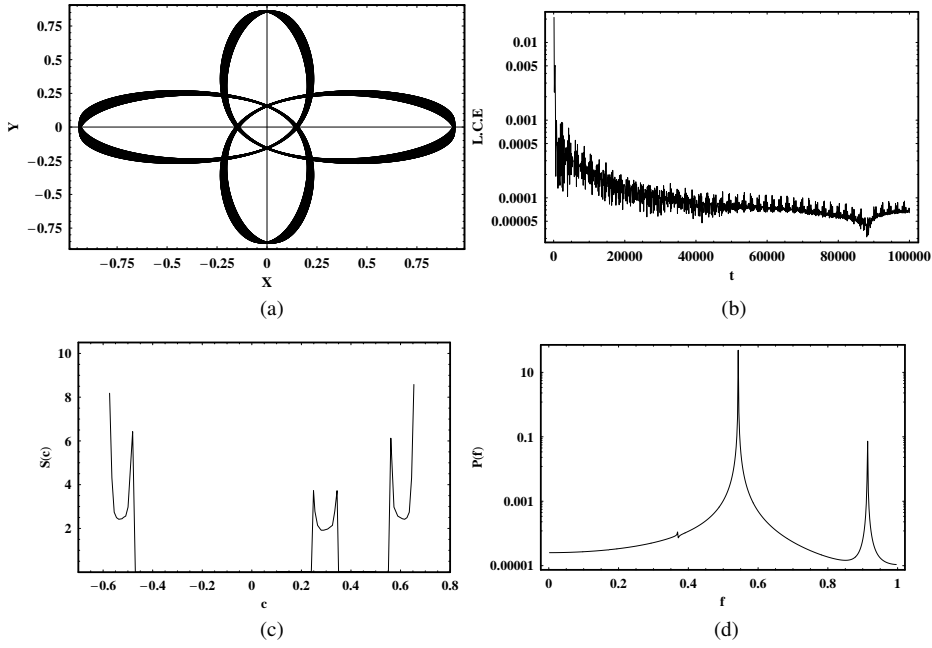 0.75
0.5
0.25
0
−0.25
−0.5
−0.75
Y
−0.75 −0.5 −0.25 0 0.25 0.5 0.75
X
(a)
0.01
0.005
0.001
0.0005
0.0001
0.00005
L.C.E
0 20000 40000 60000 80000 100000
t
(b)
10
8
6
4
2
S(c)
−0.6 −0.4 −0.2 0 0.2 0.4 0.6 0.8
c
(c)
10
0.1
0.001
0.00001
P(f)
0 0.2 0.4 0.6 0.8 1
f
(d)